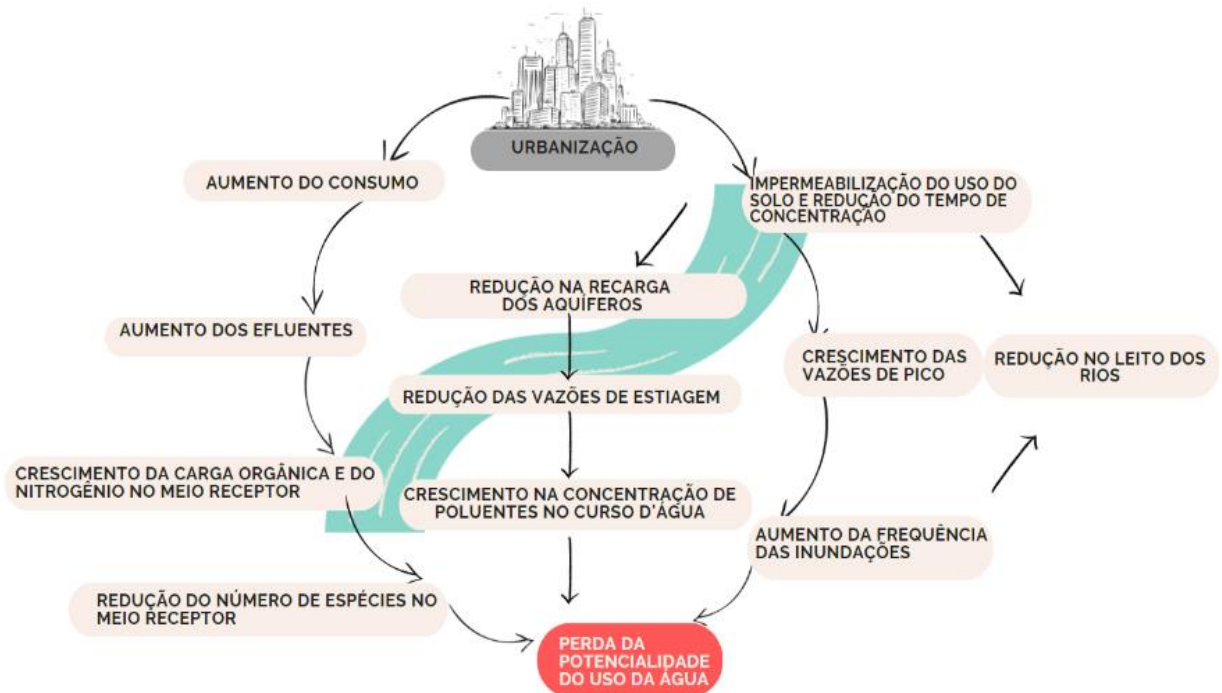 URBANIZAÇÃO
AUMENTO DO CONSUMO
IMPERMEABILIZAÇÃO DO USO DO
SOLO E REDUÇÃO DO TEMPO DE
CONCENTRAÇÃO
REDUÇÃO NA RECARGA
DOS AQUÍFEROS
AUMENTO DOS EFLUENTES
CRESCIMENTO DAS
VAZÕES DE PICO
REDUÇÃO NO LEITO DOS
RIOS
REDUÇÃO DAS VAZÕES DE ESTIAGEM
CRESCIMENTO DA CARGA ORGÂNICA E DO
NITROGÊNIO NO MEIO RECEPTOR
CRESCIMENTO NA CONCENTRAÇÃO DE
POLUENTES NO CURSO D'ÁGUA
AUMENTO DA FREQUÊNCIA
DAS INUNDAÇÕES
REDUÇÃO DO NÚMERO DE ESPÉCIES NO
MEIO RECEPTOR
PERDA DA
POTENCIALIDADE
DO USO DA ÁGUA